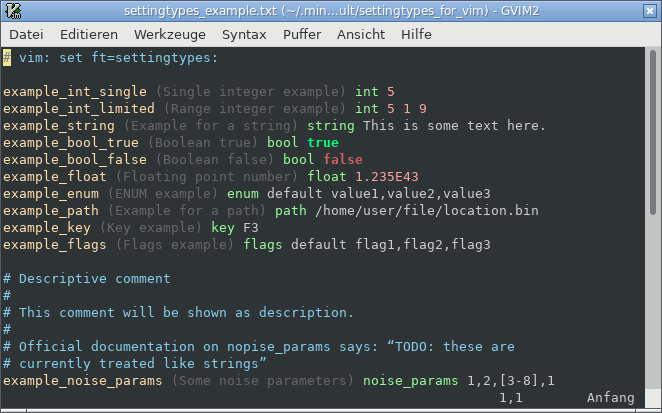 settingtypes_example.txt (~/.min...ult/settingtypes_for_vim) - GVIM2
Datei Editieren Werkzeuge Syntax Puffer Ansicht Hilfe
# vim: set ft=settingtypes:
example_int_single (Single integer example) int 5
example_int_limited (Range integer example) int 5 1 9
example_string (Example for a string) string This is some text here.
example_bool_true (Boolean true) bool true
example_bool_false (Boolean false) bool false
example_float (Floating point number) float 1.235E43
example_enum (ENUM example) enum default value1,value2,value3
example_path (Example for a path) path /home/user/file/location.bin
example_key (Key example) key F3
example_flags (Flags example) flags default flag1,flag2,flag3
# Descriptive comment
#
# This comment will be shown as description.
#
# Official documentation on nopise_params says: “TODO: these are
# currently treated like strings”
example_noise_params (Some noise parameters) noise_params 1,2,[3-8],1
1,1 Anfang